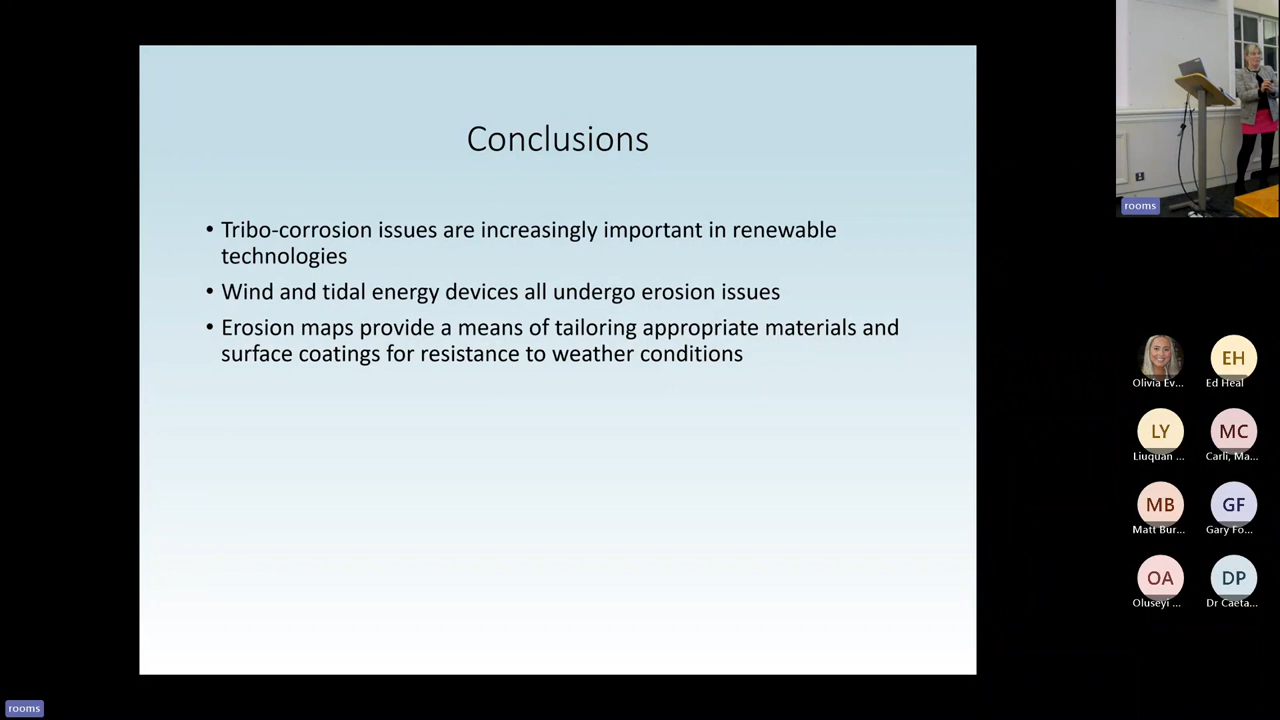 Conclusions
• Tribo-corrosion issues are increasingly important in renewable
technologies
• Wind and tidal energy devices all undergo erosion issues
• Erosion maps provide a means of tailoring appropriate materials and
surface coatings for resistance to weather conditions
rooms
Olivia Ev...
EH
Ed Heal
LY
Liuquan ...
MC
Carli, Ma...
MB
Matt Bur...
GF
Gary Fo...
OA
Oluseyi ...
DP
Dr Caeta...
rooms